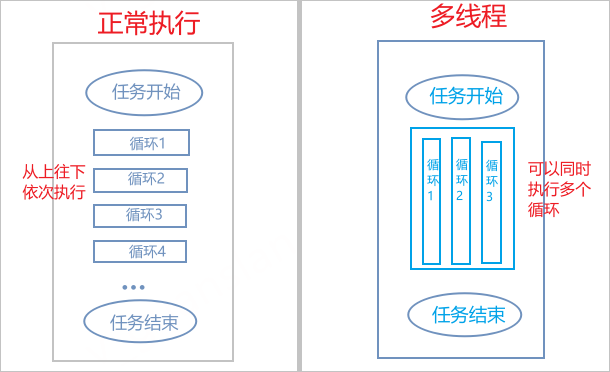 正常执行
任务开始
循环1
从上往下
依次执行
循环2
循环3
循环4
•••
任务结束
多线程
任务开始
循环1
循环2
循环3
可以同时
执行多个
循环
任务结束